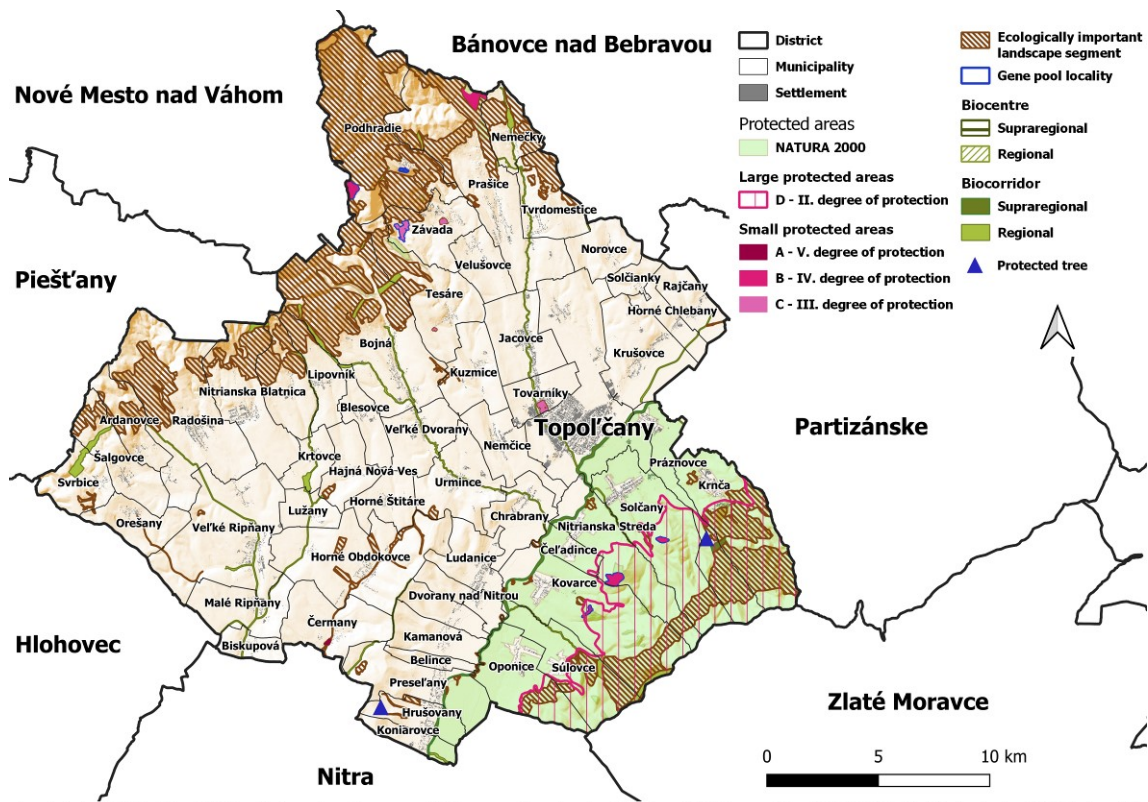 Bánovce nad Bebravou
Nové Mesto nad Váhom
Piešťany
Hlohovec
Nitra
Zlaté Moravce
Partizánske
Topoľčany
Podhradie
Nemečky
Prašice
Tvrdomestice
Závada
Velušovce
Norovce
Solčianky
Rajčany
Tesáre
Horné Chlebany
Bojná
Jacovce
Krušovce
Lipovník
Kuzmice
Nitrianska Blatnica
Tovarníky
Blesovce
Ardanovce
Radošina
Veľké Dvorany
Nemčice
Šalgovce
Krtovce
Práznovce
Svrbice
Hajná Nová Ves
Urmince
Krnča
Horné Štitáre
Solčany
Orešany
Veľké Ripňany
Lužany
Chrabrany
Nitrianska Streda
Horné Obdokovce
Ludanice
Čeľadince
Kovarce
Malé Ripňany
Dvorany nad Nitrou
Čermany
Biskupová
Kamanová
Belince
Oponice
Súlovce
Preseľany
Hrušovany
Koniarovce
District
Municipality
Settlement
Protected areas
NATURA 2000
Large protected areas
D - II. degree of protection
Small protected areas
A - V. degree of protection
B - IV. degree of protection
C - III. degree of protection
Ecologically important
landscape segment
Gene pool locality
Biocentre
Supraregional
Regional
Biocorridor
Supraregional
Regional
Protected tree
0 5 10 km